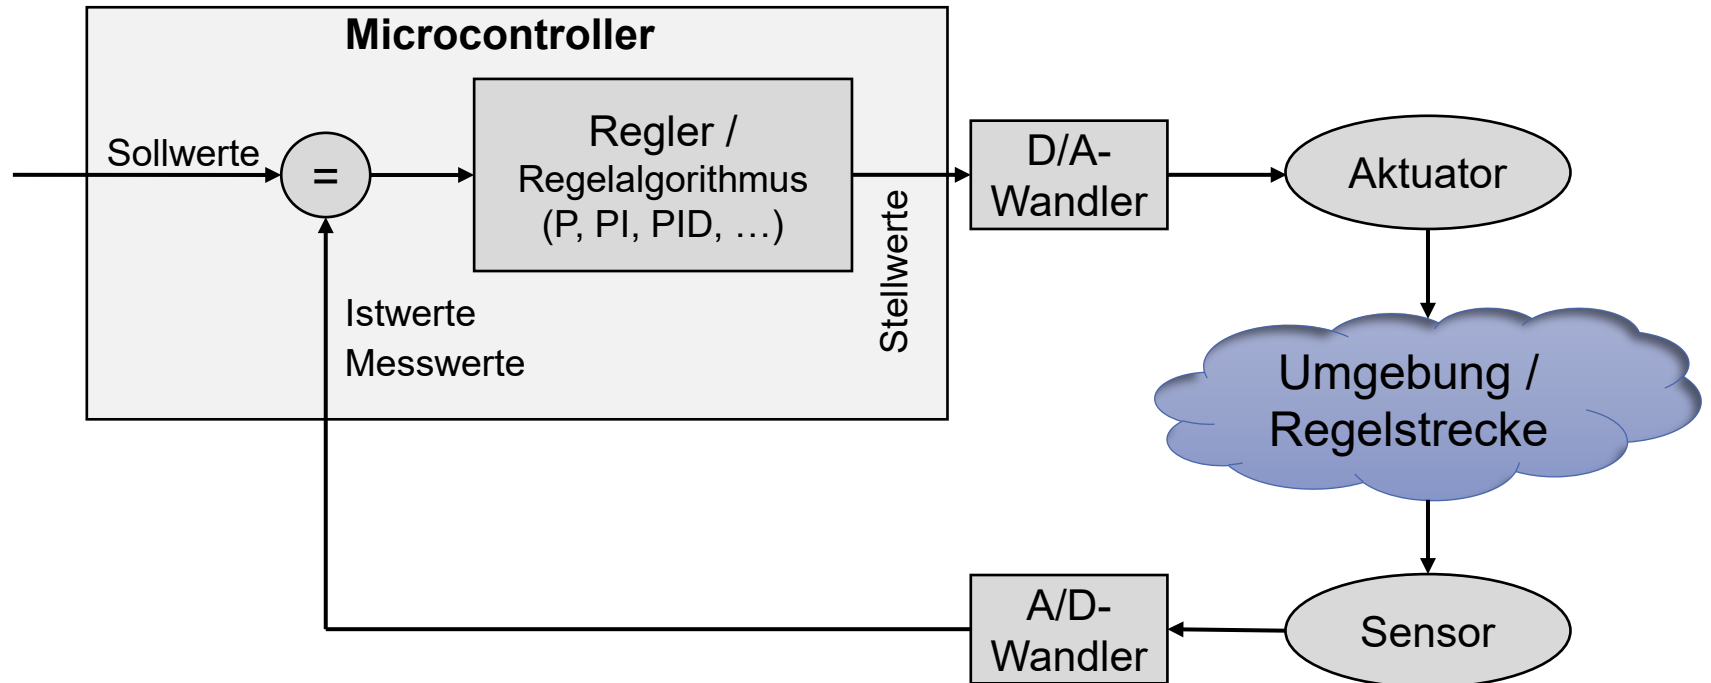 Microcontroller
Sollwerte
=
Regler /
Regelalgorithmus
(P, PI, PID, …)
Stellwerte
D/A-
Wandler
Aktuator
Istwerte
Messwerte
Umgebung /
Regelstrecke
A/D-
Wandler
Sensor